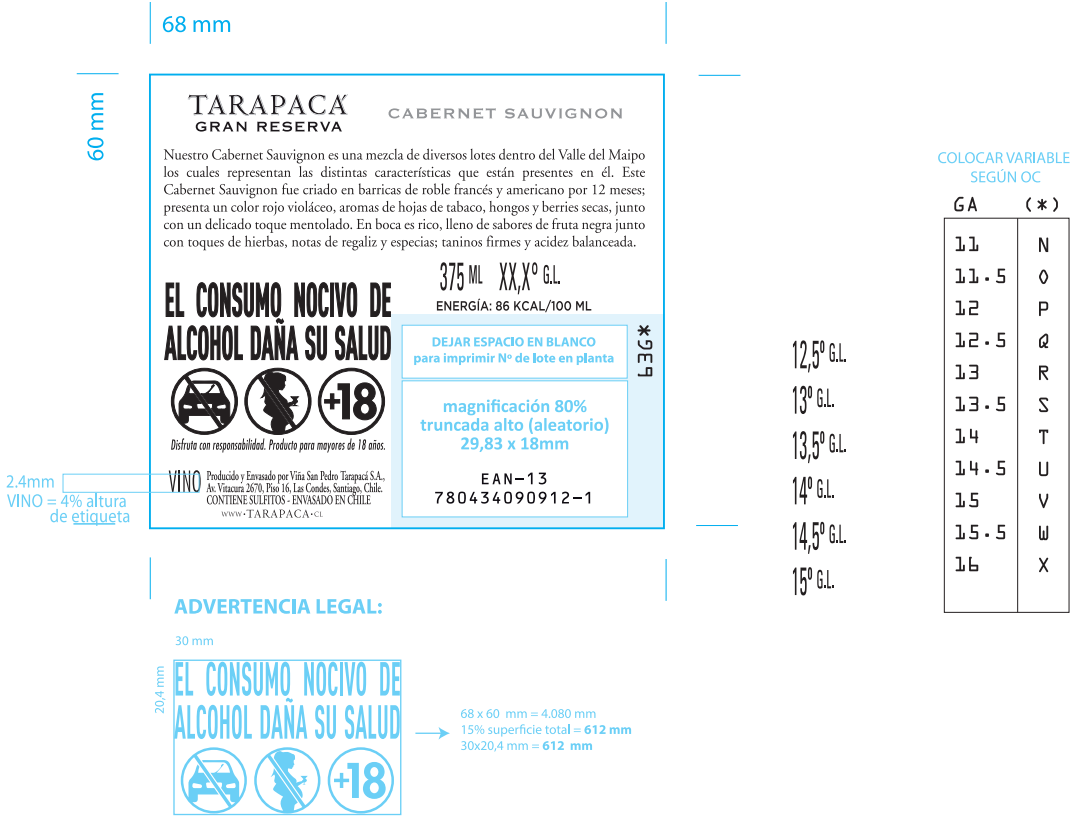 68 mm
60 mm
TARAPACÁ
GRAN RESERVA
CABERNET SAUVIGNON
Nuestro Cabernet Sauvignon es una mezcla de diversos lotes dentro del Valle del Maipo
los cuales representan las distintas características que están presentes en él. Este
Cabernet Sauvignon fue criado en barricas de roble francés y americano por 12 meses;
presenta un color rojo violáceo, aromas de hojas de tabaco, hongos y berries secas, junto
con un delicado toque mentolado. En boca es rico, lleno de sabores de fruta negra junto
con toques de hierbas, notas de regaliz y especias; taninos firmes y acidez balanceada.
375 ML XX,Xº G.L.
ENERGÍA: 86 KCAL/100 ML
EL CONSUMO NOCIVO DE
ALCOHOL DAÑA SU SALUD
+18
Disfruta con responsabilidad. Producto para mayores de 18 años.
VINO
Producido y Envasado por Viña San Pedro Tarapacá S.A.,
Av. Vitacura 2670, Piso 16, Las Condes, Santiago, Chile.
CONTIENE SULFITOS - ENVASADO EN CHILE
WWW•TARAPACA•CL
DEJAR ESPACIO EN BLANCO
para imprimir Nº de lote en planta
magnificación 80%
truncada alto (aleatorio)
29,83 x 18mm
EAN-13
780434090912-1
PEG*
2.4mm
VINO = 4% altura
de etiqueta
12,5º G.L.
13º G.L.
13,5º G.L.
14º G.L.
14,5º G.L.
15º G.L.
COLOCAR VARIABLE
SEGÚN OC
GA (*)
11 N
11.5 O
12 P
12.5 Q
13 R
13.5 S
14 T
14.5 U
15 V
15.5 W
16 X
ADVERTENCIA LEGAL:
30 mm
20,4 mm
EL CONSUMO NOCIVO DE
ALCOHOL DAÑA SU SALUD
+18
68 x 60 mm = 4.080 mm
15% superficie total = 612 mm
30x20,4 mm = 612 mm